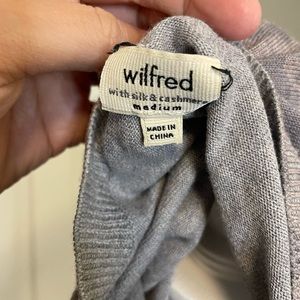 wilfred
with silk & cashmere
medium
MADE IN
CHINA